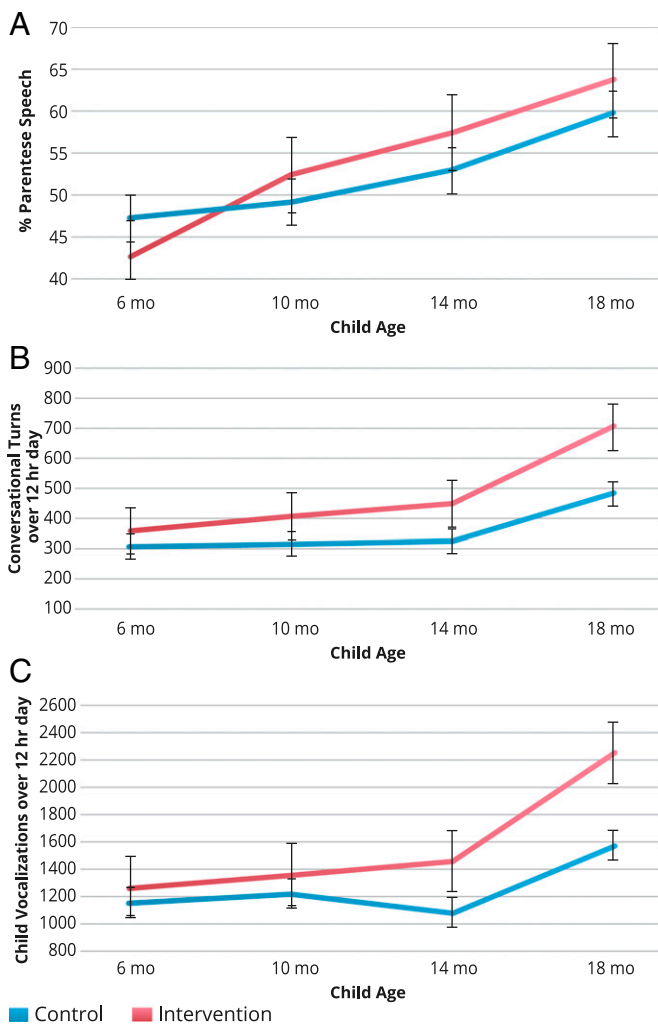 A
% Parentese Speech
70
65
60
55
50
45
40
6 mo 10 mo 14 mo 18 mo
Child Age
B
Conversational Turns
over 12 hr day
900
800
700
600
500
400
300
200
100
6 mo 10 mo 14 mo 18 mo
Child Age
C
Child Vocalizations over 12 hr day
2600
2400
2200
2000
1800
1600
1400
1200
1000
800
6 mo 10 mo 14 mo 18 mo
Child Age
Control Intervention